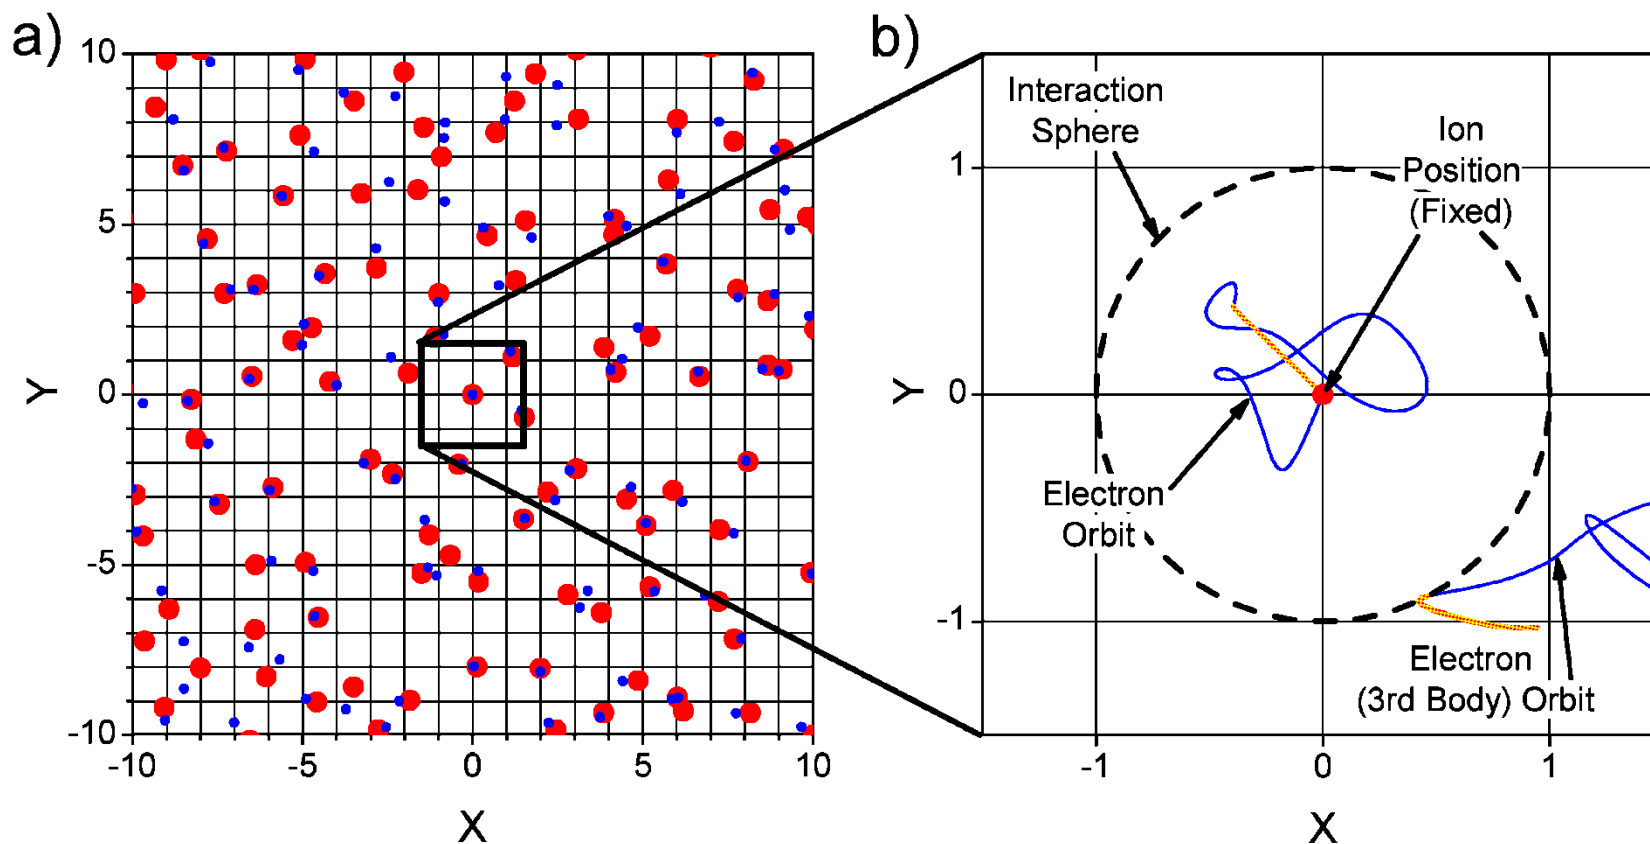 a)
10
5
0
-5
-10
-10
-5
0
5
10
Y
X
b)
Interaction
Sphere
Ion
Position
(Fixed)
1
0
-1
Y
Electron
Orbit
Electron
(3rd Body) Orbit
-1
0
1
X